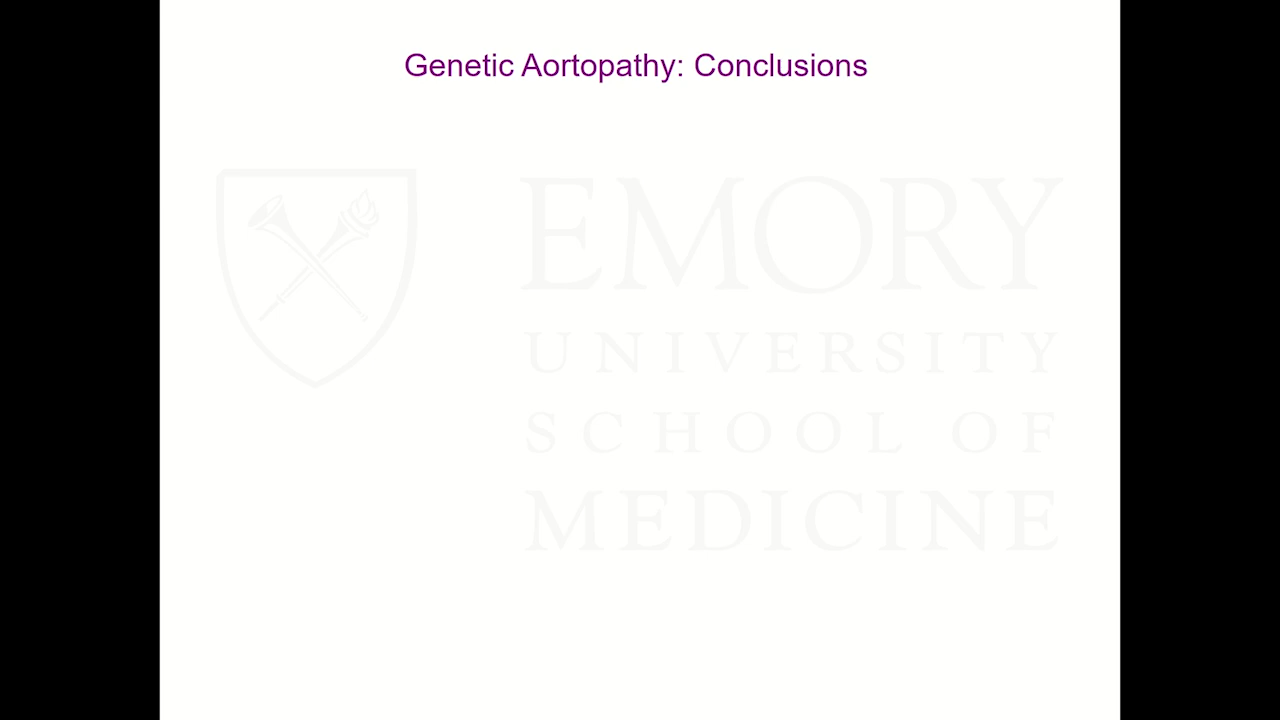 Genetic Aortopathy: Conclusions
EMORY
UNIVERSITY
SCHOOL OF
MEDICINE